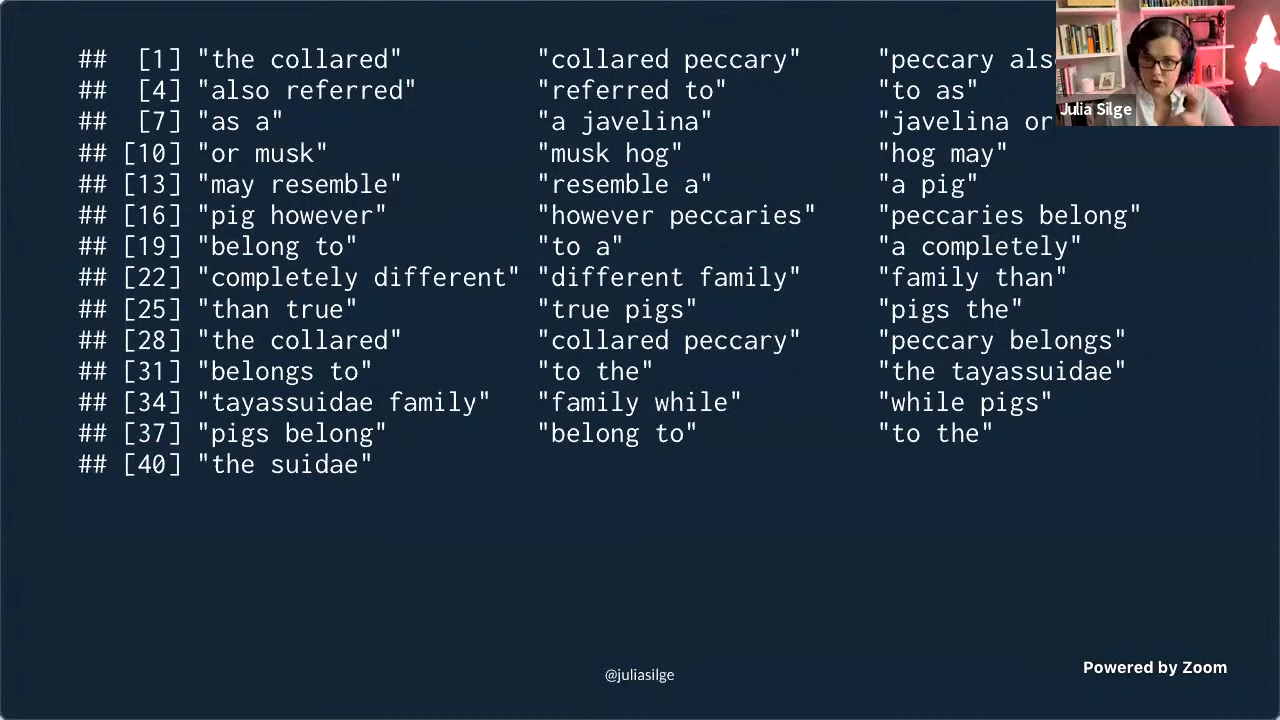 ## [1] "the collared" "collared peccary" "peccary als
## [4] "also referred" "referred to" "to as"
## [7] "as a" "a javelina" "javelina or
## [10] "or musk" "musk hog" "hog may"
## [13] "may resemble" "resemble a" "a pig"
## [16] "pig however" "however peccaries" "peccaries belong"
## [19] "belong to" "to a" "a completely"
## [22] "completely different" "different family" "family than"
## [25] "than true" "true pigs" "pigs the"
## [28] "the collared" "collared peccary" "peccary belongs"
## [31] "belongs to" "to the" "the tayassuidae"
## [34] "tayassuidae family" "family while" "while pigs"
## [37] "pigs belong" "belong to" "to the"
## [40] "the suidae"
Julia Silge
@juliasilge
Powered by Zoom